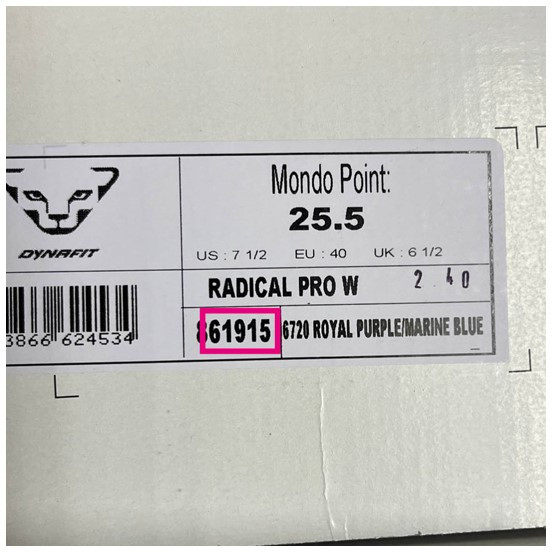 Mondo Point:
25.5
DYNAFIT
US : 7 1/2 EU : 40 UK : 6 1/2
RADICAL PRO W 2 40
3866 624534
861915 6720 ROYAL PURPLE/MARINE BLUE